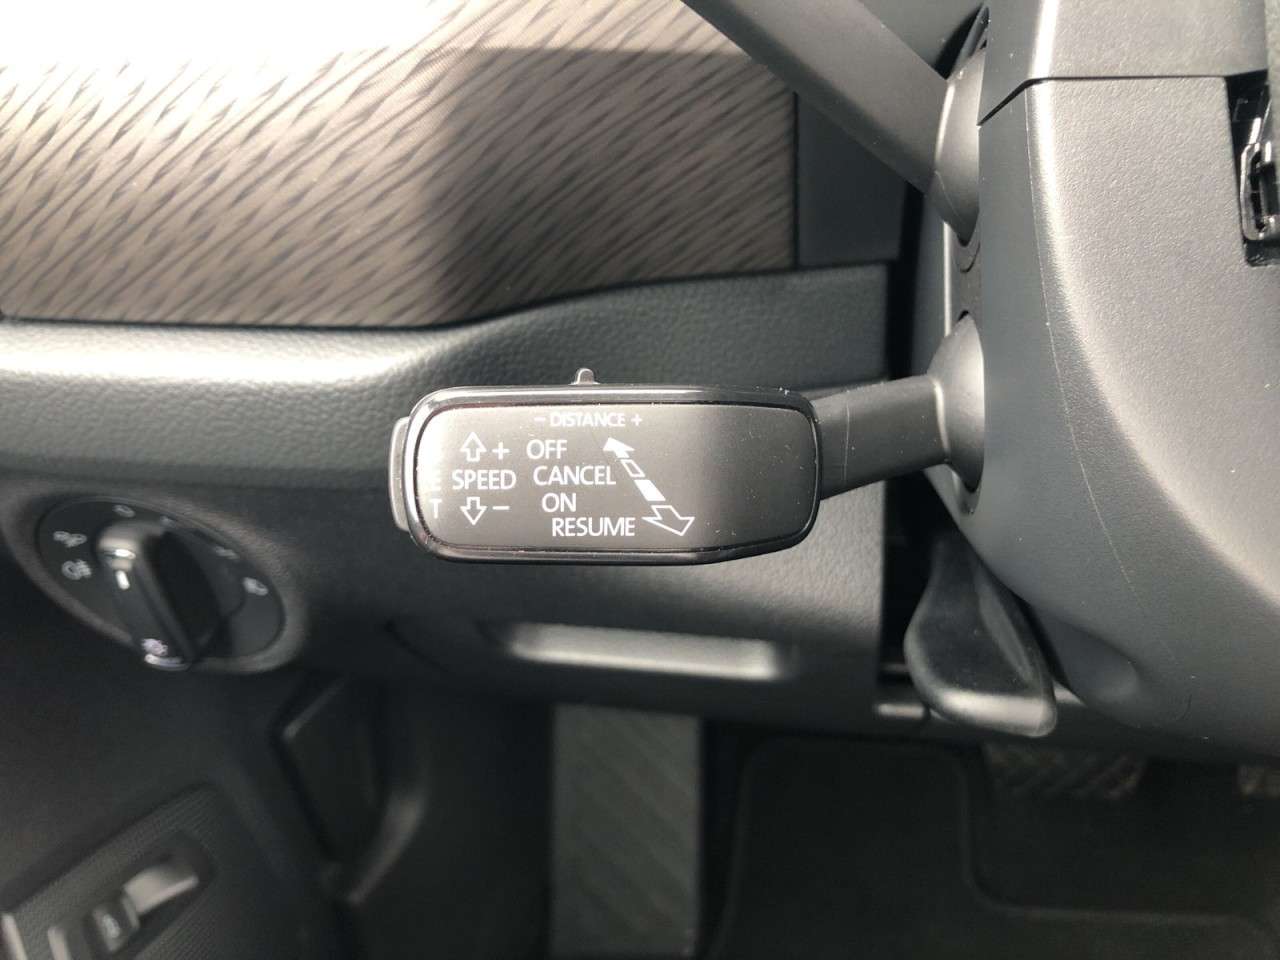 - DISTANCE +
+ OFF
E SPEED CANCEL
T - ON
RESUME